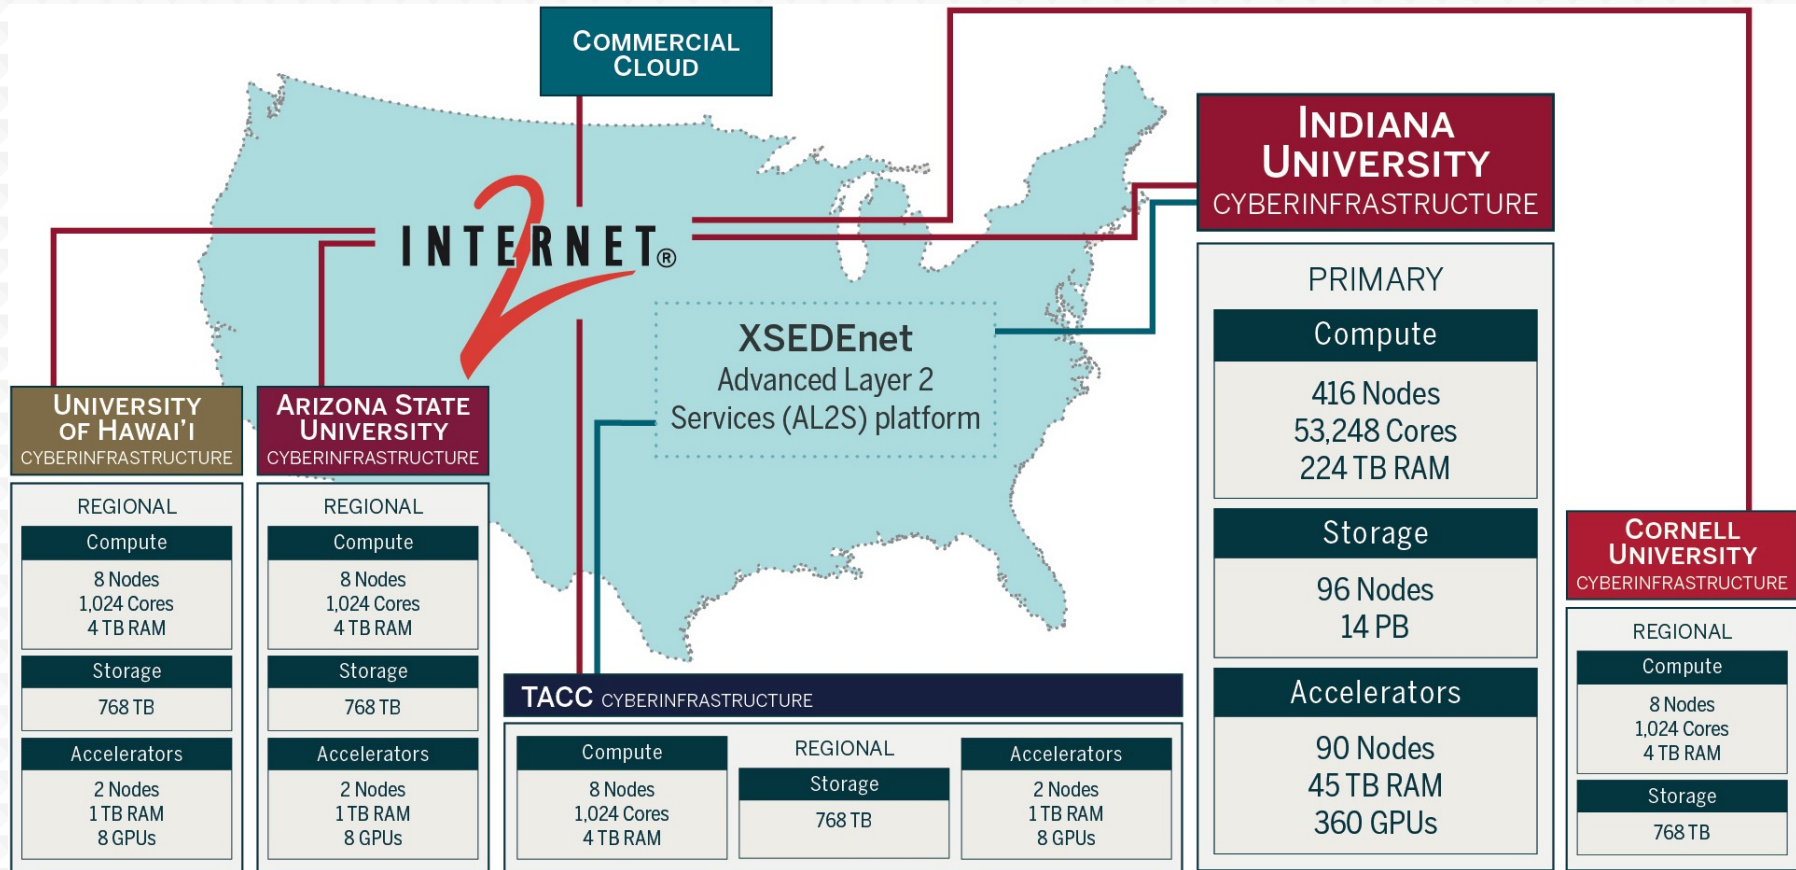 COMMERCIAL
CLOUD
INTERNET®
2
XSEDEnet
Advanced Layer 2
Services (AL2S) platform
UNIVERSITY
OF HAWAI'I
CYBERINFRASTRUCTURE
REGIONAL
Compute
8 Nodes
1,024 Cores
4 TB RAM
Storage
768 TB
Accelerators
2 Nodes
1 TB RAM
8 GPUs
ARIZONA STATE
UNIVERSITY
CYBERINFRASTRUCTURE
REGIONAL
Compute
8 Nodes
1,024 Cores
4 TB RAM
Storage
768 TB
Accelerators
2 Nodes
1 TB RAM
8 GPUs
TACC CYBERINFRASTRUCTURE
REGIONAL
Compute
8 Nodes
1,024 Cores
4 TB RAM
Storage
768 TB
Accelerators
2 Nodes
1 TB RAM
8 GPUs
INDIANA
UNIVERSITY
CYBERINFRASTRUCTURE
PRIMARY
Compute
416 Nodes
53,248 Cores
224 TB RAM
Storage
96 Nodes
14 PB
Accelerators
90 Nodes
45 TB RAM
360 GPUs
CORNELL
UNIVERSITY
CYBERINFRASTRUCTURE
REGIONAL
Compute
8 Nodes
1,024 Cores
4 TB RAM
Storage
768 TB